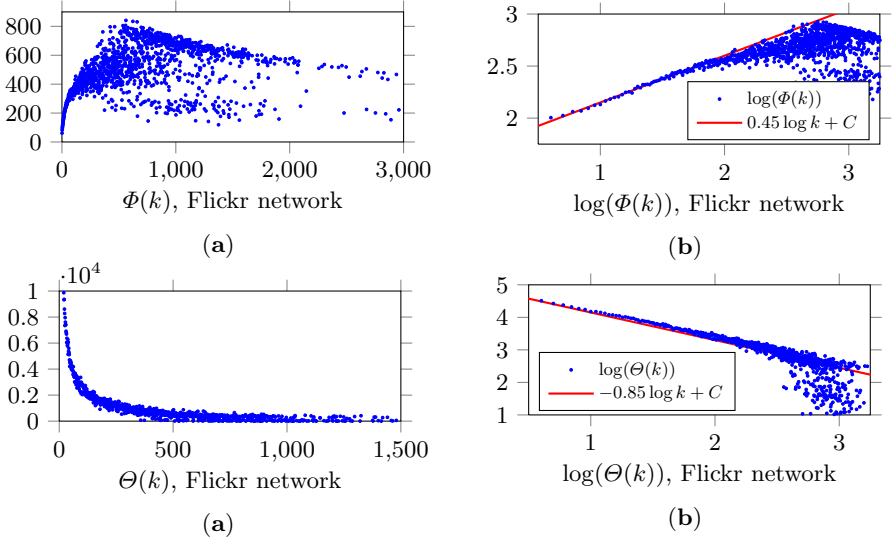 800
600
400
200
0
0
1,000
2,000
3,000
Φ(k), Flickr network
(a)
3
2.5
2
1
2
3
log(Φ(k))
0.45 log k + C
log(Φ(k)), Flickr network
(b)
·10⁴
1
0.8
0.6
0.4
0.2
0
0
500
1,000
1,500
Θ(k), Flickr network
(a)
5
4
3
2
1
1
2
3
log(Θ(k))
−0.85 log k + C
log(Θ(k)), Flickr network
(b)